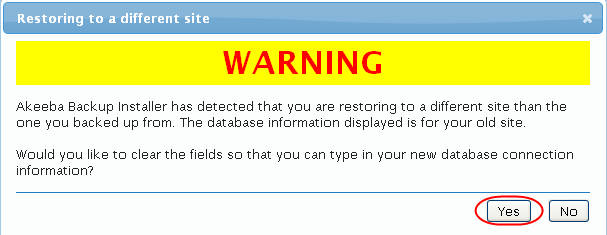 Restoring to a different site
WARNING
Akeeba Backup Installer has detected that you are restoring to a different site than the
one you backed up from. The database information displayed is for your old site.
Would you like to clear the fields so that you can type in your new database connection
information?
Yes No